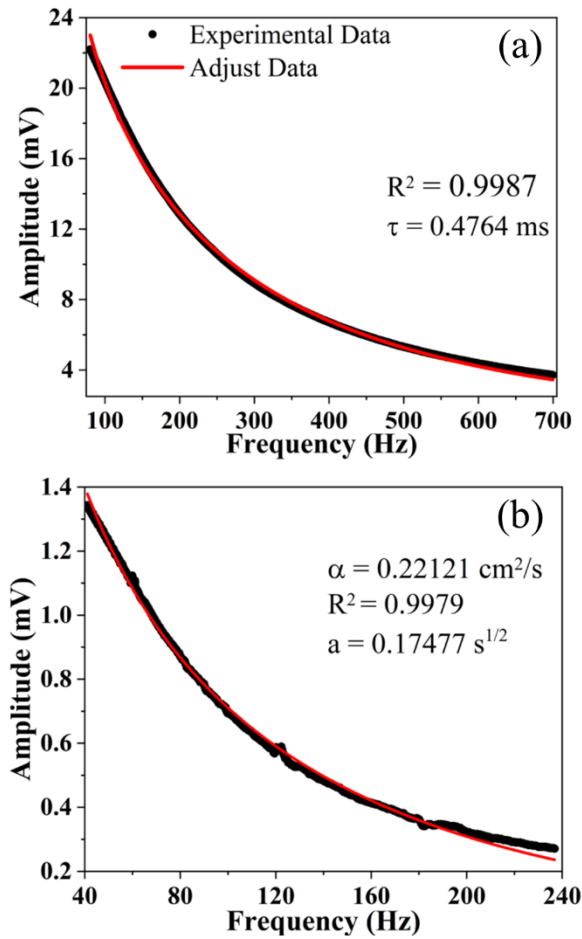 (a)
Experimental Data
Adjust Data
R² = 0.9987
τ = 0.4764 ms
Amplitude (mV)
24
20
16
12
8
4
100 200 300 400 500 600 700
Frequency (Hz)
(b)
α = 0.22121 cm²/s
R² = 0.9979
a = 0.17477 s^{1/2}
Amplitude (mV)
1.4
1.2
1.0
0.8
0.6
0.4
0.2
40 80 120 160 200 240
Frequency (Hz)